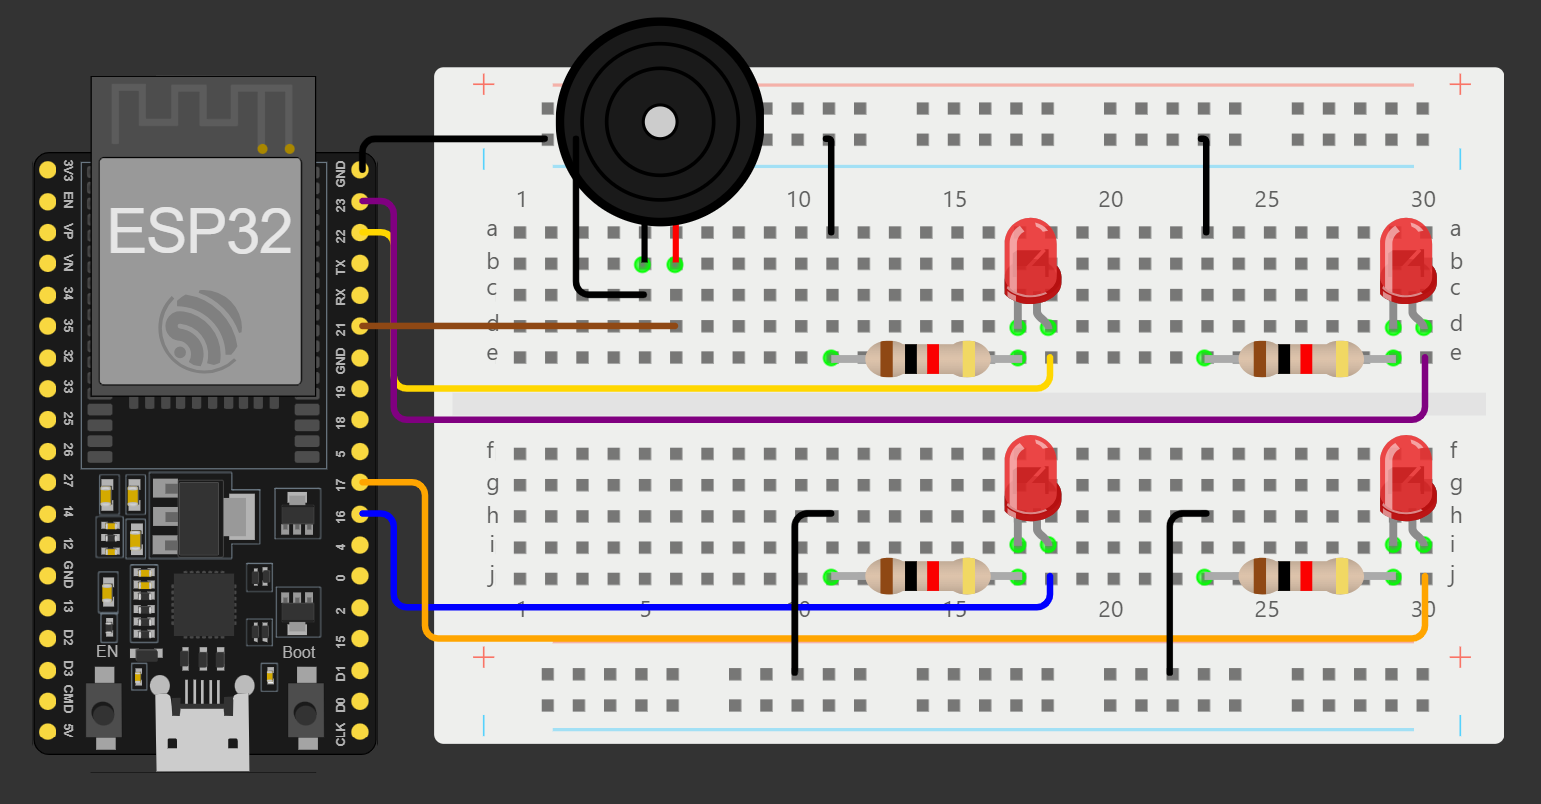 ESP32
3V3
EN
VP
VN
34
35
32
33
25
26
27
14
12
GND
13
D2
D3
CMD
5V
GND
23
22
TX
RX
21
GND
19
18
5
17
16
4
0
2
15
D1
D0
CLK
EN
Boot
+ +
1 10 15 20 25 30
a a
b b
c c
d d
e e
f f
g g
h h
i i
j j
1 5 10 15 20 25 30
+ +